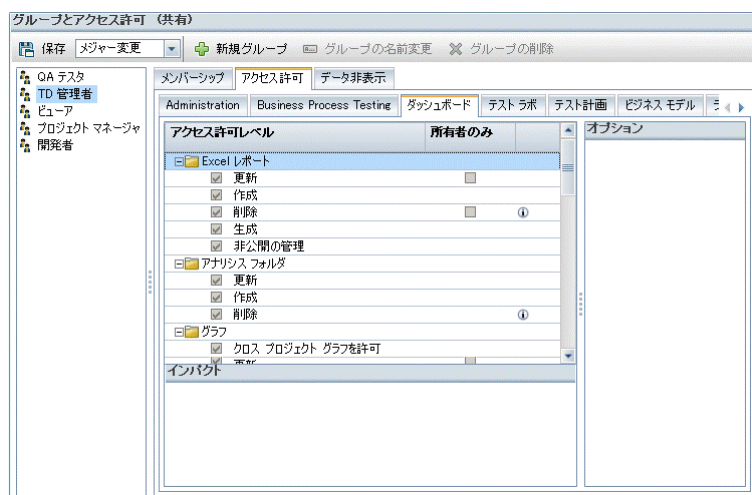 グループとアクセス許可 (共有)
保存 メジャー変更 新規グループ グループの名前変更 グループの削除
QA テスタ
TD 管理者
ビューア
プロジェクト マネージャ
開発者
メンバーシップ アクセス許可 データ非表示
Administration Business Process Testing ダッシュボード テスト ラボ テスト計画 ビジネス モデル
アクセス許可レベル 所有者のみ
Excel レポート
更新
作成
削除
生成
非公開の管理
アナリシス フォルダ
更新
作成
削除
グラフ
クロス プロジェクト グラフを許可
更新
インパクト
オプション